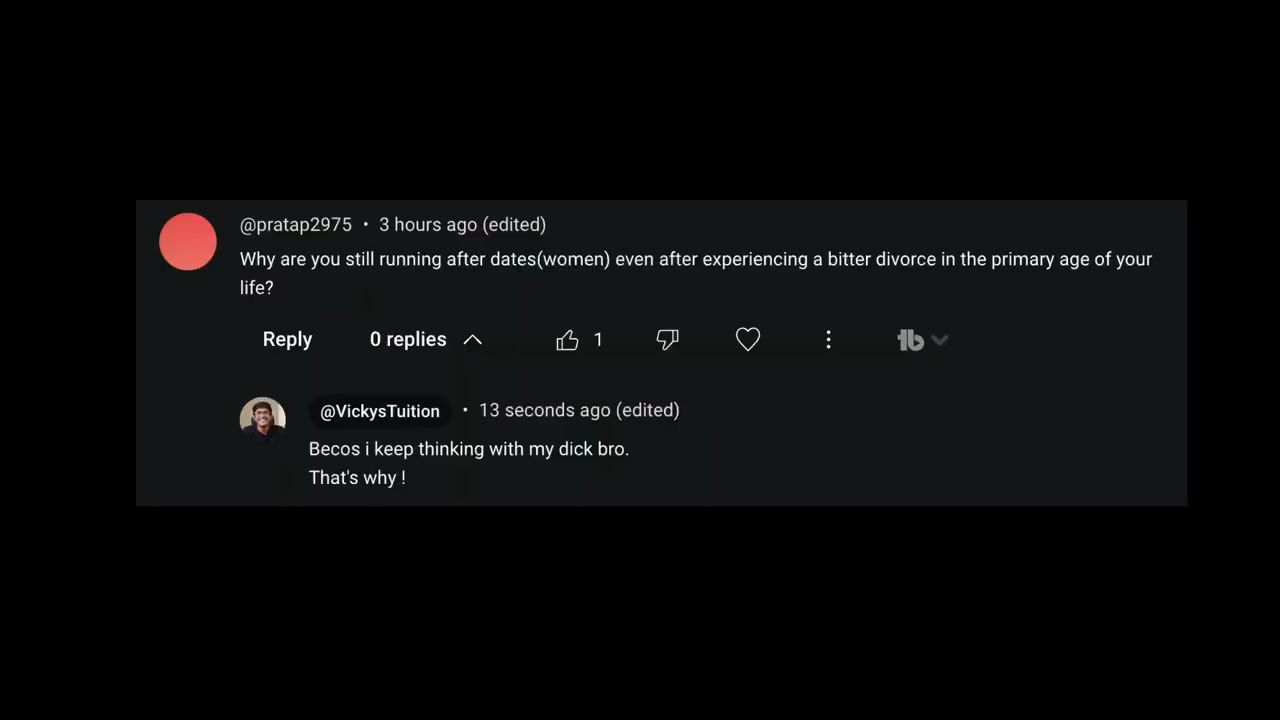 @pratap2975 • 3 hours ago (edited)
Why are you still running after dates(women) even after experiencing a bitter divorce in the primary age of your
life?
Reply 0 replies 1 tb
@VickysTuition • 13 seconds ago (edited)
Becos i keep thinking with my dick bro.
That's why !